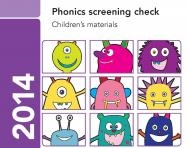 Phonics screening check
Children's materials
2014